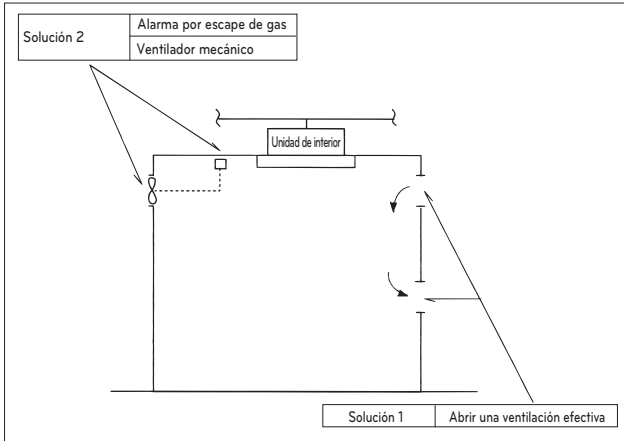 Solución 2
Alarma por escape de gas
Ventilador mecánico
Unidad de interior
Solución 1
Abrir una ventilación efectiva